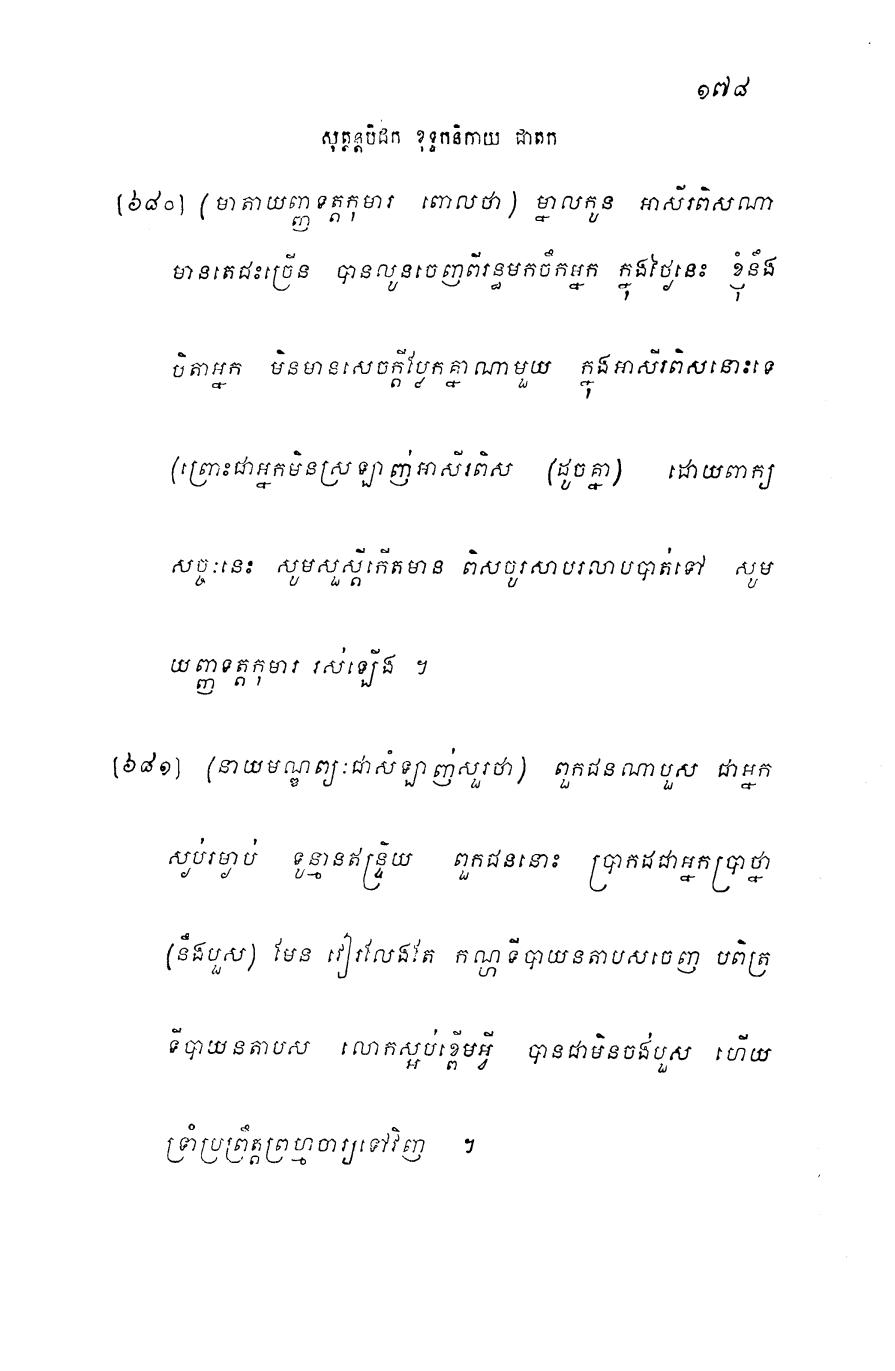 ១៧៨
សុត្តន្តបិដក ខុទ្ទកនិកាយ ជាតក
[៦៨០] (មាតាយញ្ញទត្តកុមារ ពោលថា) ម្នាលកូន អាសីរពិសណា
មានតេជះច្រើន បានលូនចេញពីរន្ធមកចឹកអ្នក ក្នុងថ្ងៃនេះ ខ្ញុំនឹង
បិតាអ្នក មិនមានសេចក្តីប្លែកគ្នាណាមួយ ក្នុងអាសីរពិសនោះទេ
(ព្រោះជាអ្នកមិនស្រឡាញ់អាសីរពិស (ដូចគ្នា) ដោយពាក្យ
សច្ចៈនេះ សូមសួស្តីកើតមាន ពិសចូរសាបរលាបបាត់ទៅ សូម
យញ្ញទត្តកុមារ រស់ឡើង ។
[៦៨១] (នាយមណ្ឌព្យៈជាសំឡាញ់សួរថា) ពួកជនណាបួស ជាអ្នក
ស្ងប់រម្ងាប់ ទូន្មានឥន្ទ្រិយ ពួកជននោះ ប្រាកដជាអ្នកប្រាថ្នា
(នឹងបួស) មែន វៀរលែងតែ កណ្ហទីបាយនតាបសចេញ បពិត្រ
ទីបាយនតាបស លោកស្អប់ខ្ពើមអ្វី បានជាមិនចង់បួស ហើយ
ទ្រាំប្រព្រឹត្តព្រហ្មចារ្យទៅវិញ ។